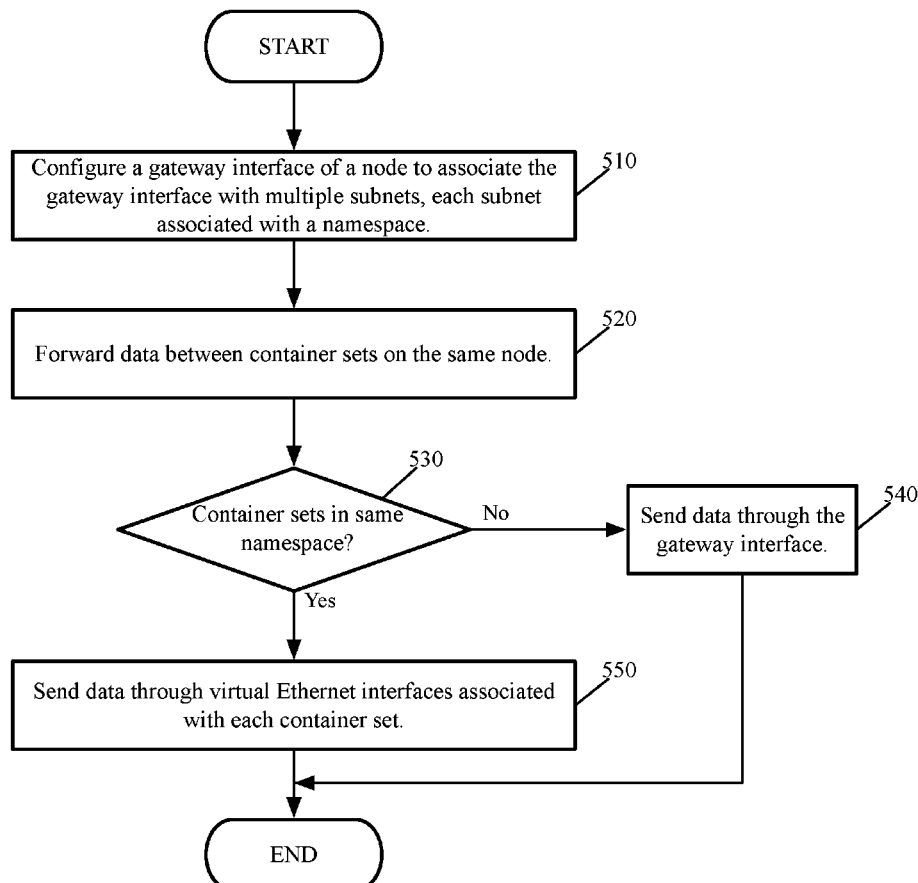 START
Configure a gateway interface of a node to associate the
gateway interface with multiple subnets, each subnet
associated with a namespace.
510
Forward data between container sets on the same node.
520
Container sets in same
namespace?
530
No
Yes
Send data through the
gateway interface.
540
Send data through virtual Ethernet interfaces associated
with each container set.
550
END